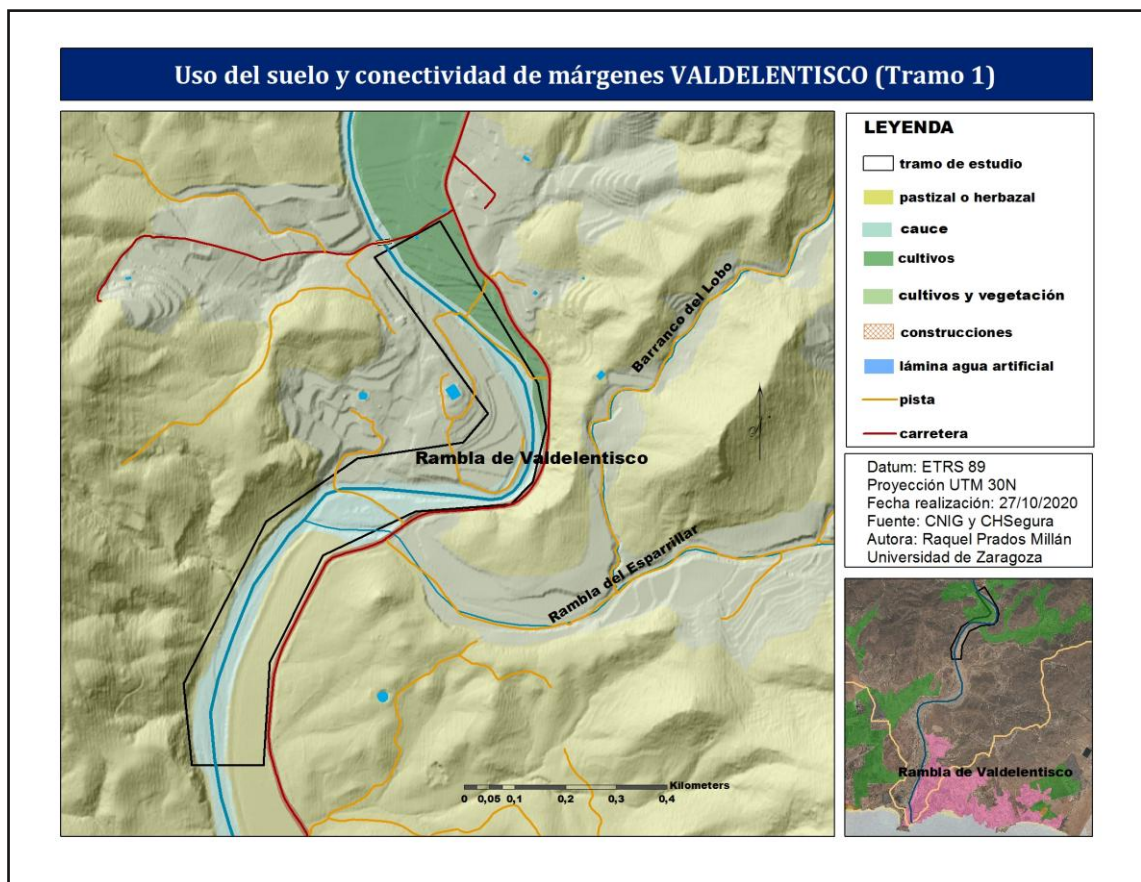 Uso del suelo y conectividad de márgenes VALDELENTISCO (Tramo 1)
Barranco del Lobo
Rambla de Valdelentisco
Rambla del Esparrillar
Kilometers
0 0,05 0,1 0,2 0,3 0,4
LEYENDA
tramo de estudio
pastizal o herbazal
cauce
cultivos
cultivos y vegetación
construcciones
lámina agua artificial
pista
carretera
Datum: ETRS 89
Proyección UTM 30N
Fecha realización: 27/10/2020
Fuente: CNIG y CHSegura
Autora: Raquel Prados Millán
Universidad de Zaragoza
Rambla de Valdelentisco